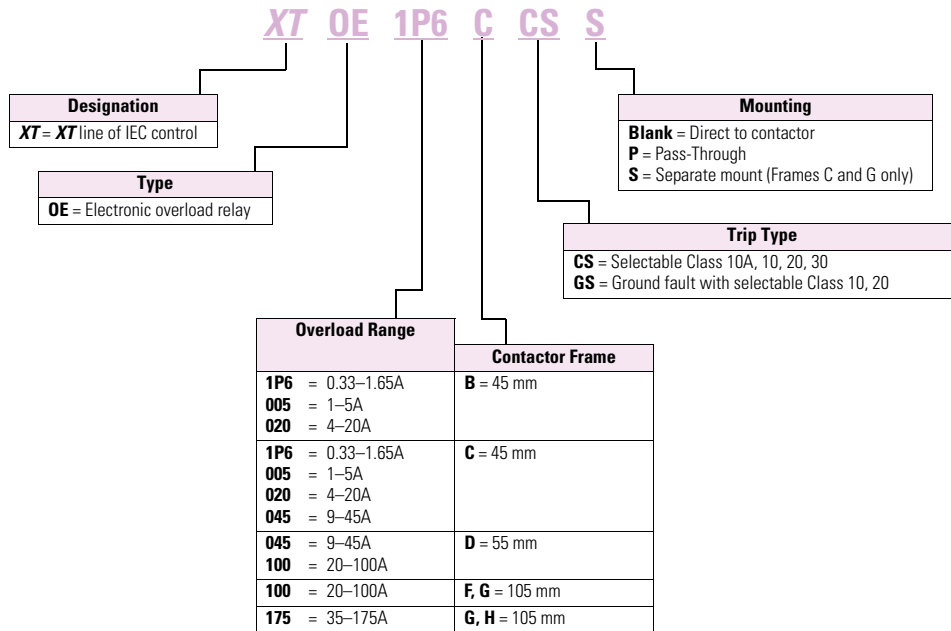 XT OE 1P6 C CS S
Designation
XT = XT line of IEC control
Type
OE = Electronic overload relay
Mounting
Blank = Direct to contactor
P = Pass-Through
S = Separate mount (Frames C and G only)
Trip Type
CS = Selectable Class 10A, 10, 20, 30
GS = Ground fault with selectable Class 10, 20
Overload Range
Contactor Frame
1P6 = 0.33–1.65A B = 45 mm
005 = 1–5A
020 = 4–20A
1P6 = 0.33–1.65A C = 45 mm
005 = 1–5A
020 = 4–20A
045 = 9–45A
045 = 9–45A D = 55 mm
100 = 20–100A
100 = 20–100A F, G = 105 mm
175 = 35–175A G, H = 105 mm